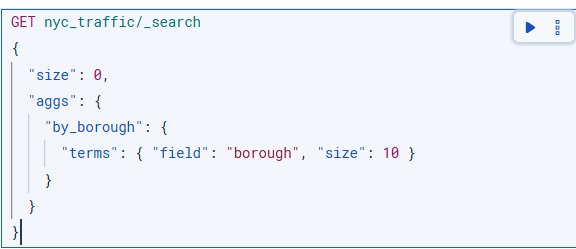 GET nyc_traffic/_search
{
  "size": 0,
  "aggs": {
    "by_borough": {
      "terms": { "field": "borough", "size": 10 }
    }
  }
}